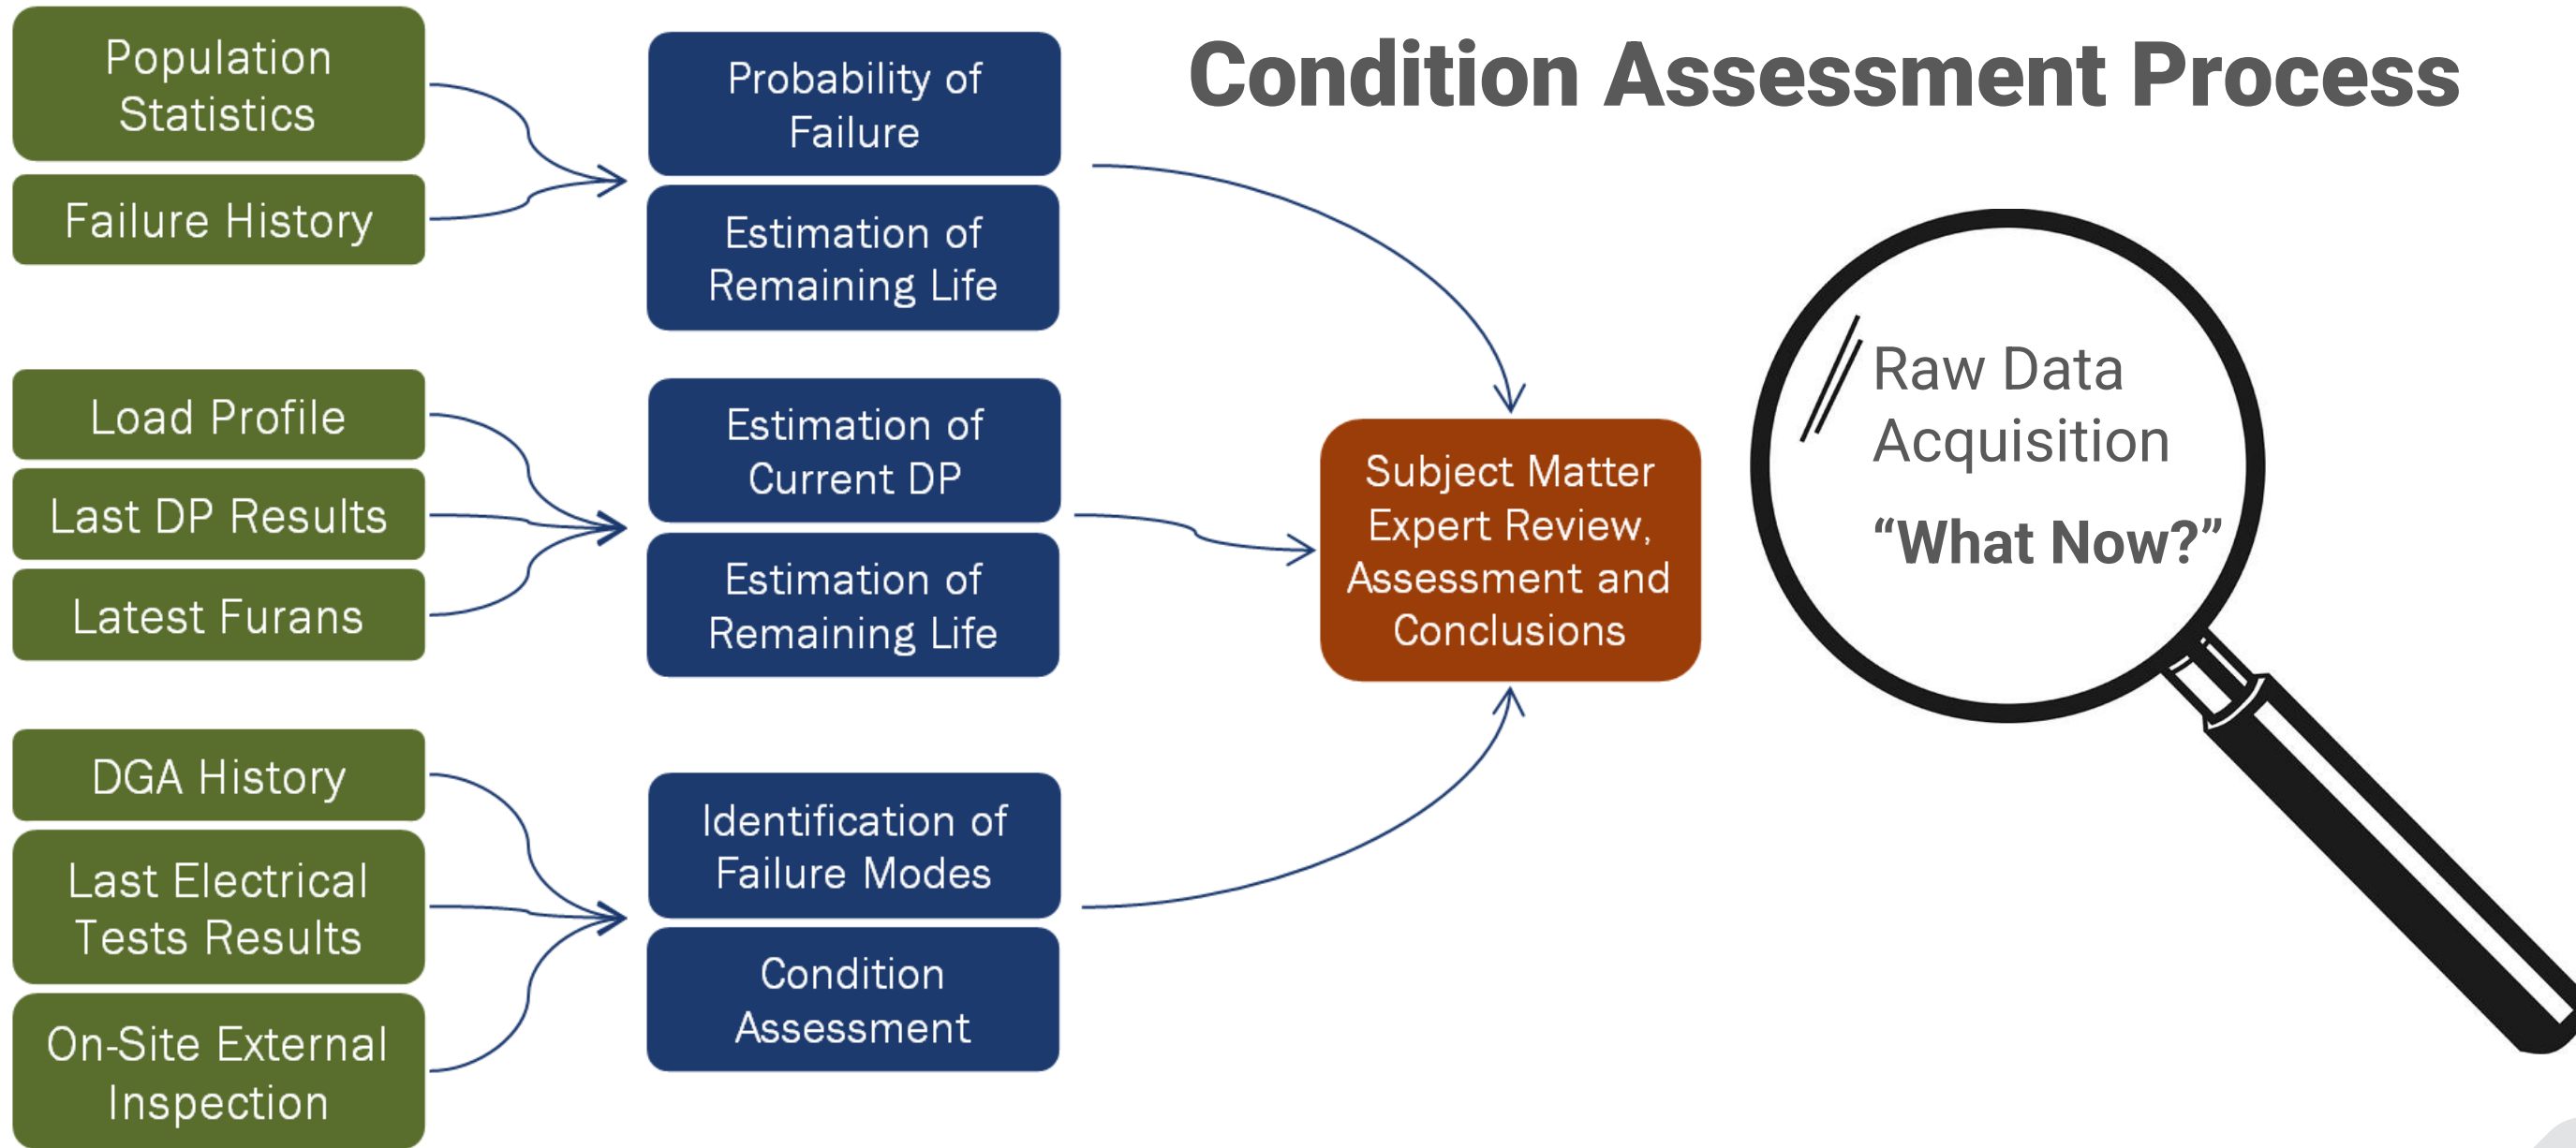 Condition Assessment Process
Population
Statistics
Failure History
Probability of
Failure
Estimation of
Remaining Life
Load Profile
Last DP Results
Latest Furans
Estimation of
Current DP
Estimation of
Remaining Life
DGA History
Last Electrical
Tests Results
On-Site External
Inspection
Identification of
Failure Modes
Condition
Assessment
Subject Matter
Expert Review,
Assessment and
Conclusions
Raw Data
Acquisition
“What Now?”